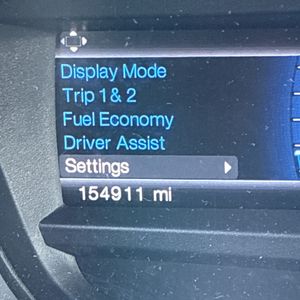 Display Mode
Trip 1 & 2
Fuel Economy
Driver Assist
Settings
154911 mi